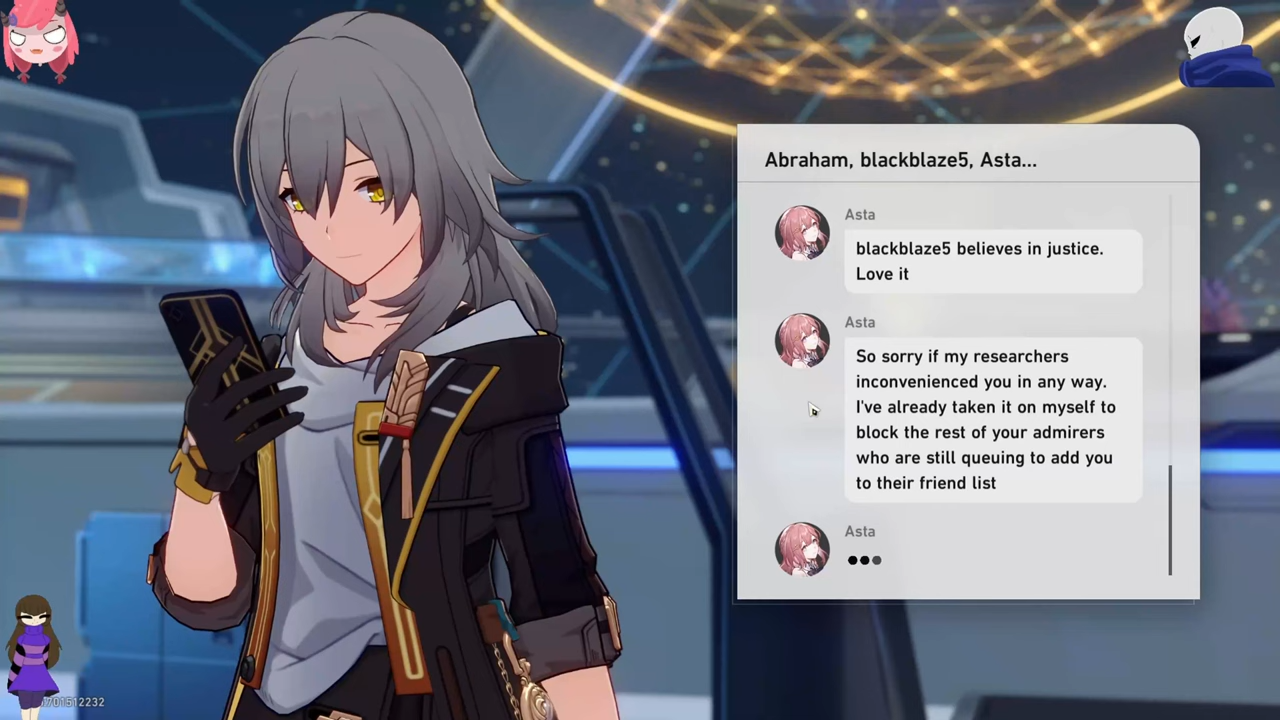 Abraham, blackblaze5, Asta...
Asta
blackblaze5 believes in justice.
Love it
Asta
So sorry if my researchers
inconvenienced you in any way.
I've already taken it on myself to
block the rest of your admirers
who are still queuing to add you
to their friend list
Asta
701512232